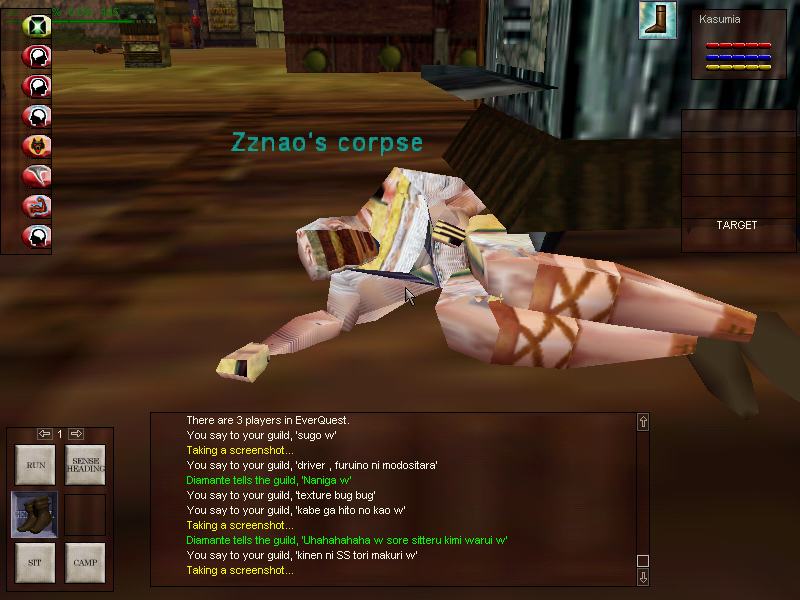 Kasumia
Zznao's corpse
TARGET
There are 3 players in EverQuest.
You say to your guild, 'sugo w'
Taking a screenshot...
You say to your guild, 'driver , furuino ni modositara'
Diamante tells the guild, 'Naniga w'
You say to your guild, 'texture bug bug'
You say to your guild, 'kabe ga hito no kao w'
Taking a screenshot...
Diamante tells the guild, 'Uhahahahaha w sore sitteru kimi warui w'
You say to your guild, 'kinen ni SS tori makuri w'
Taking a screenshot...
1
RUN
SENSE
HEADING
SIT
CAMP